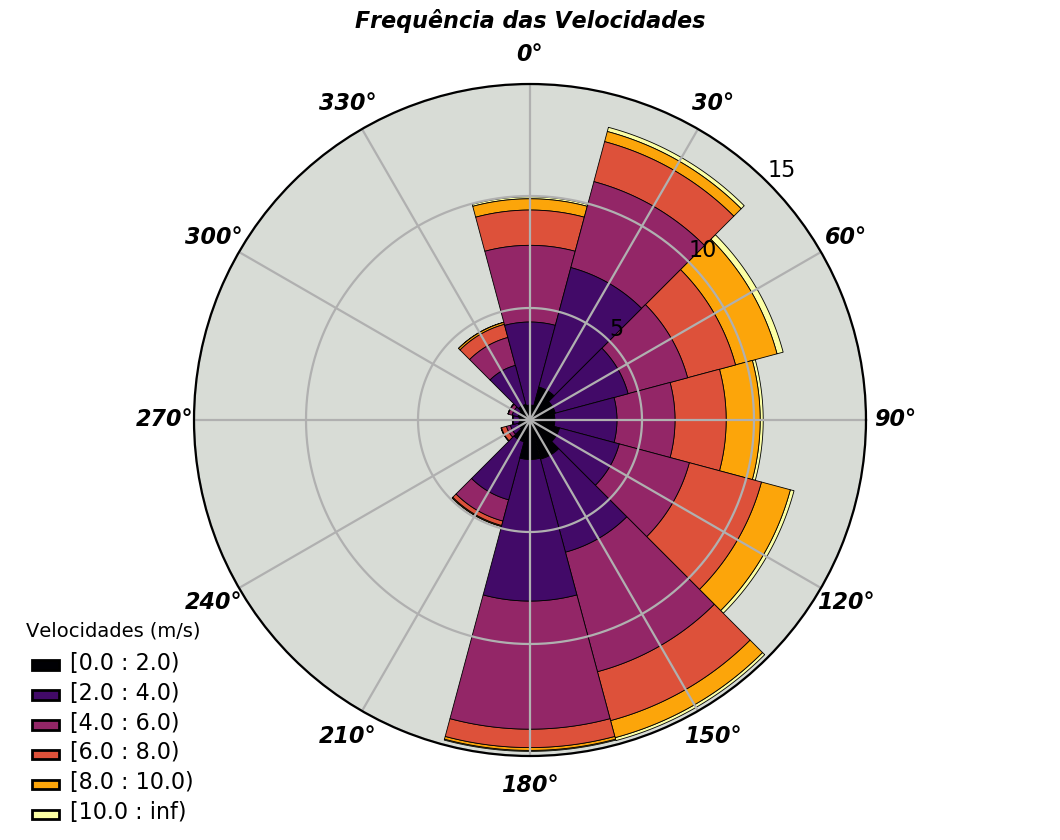 Frequência das Velocidades
0°
330°
30°
15
300°
60°
10
5
270°
90°
240°
120°
210°
150°
180°
Velocidades (m/s)
[0.0 : 2.0)
[2.0 : 4.0)
[4.0 : 6.0)
[6.0 : 8.0)
[8.0 : 10.0)
[10.0 : inf)